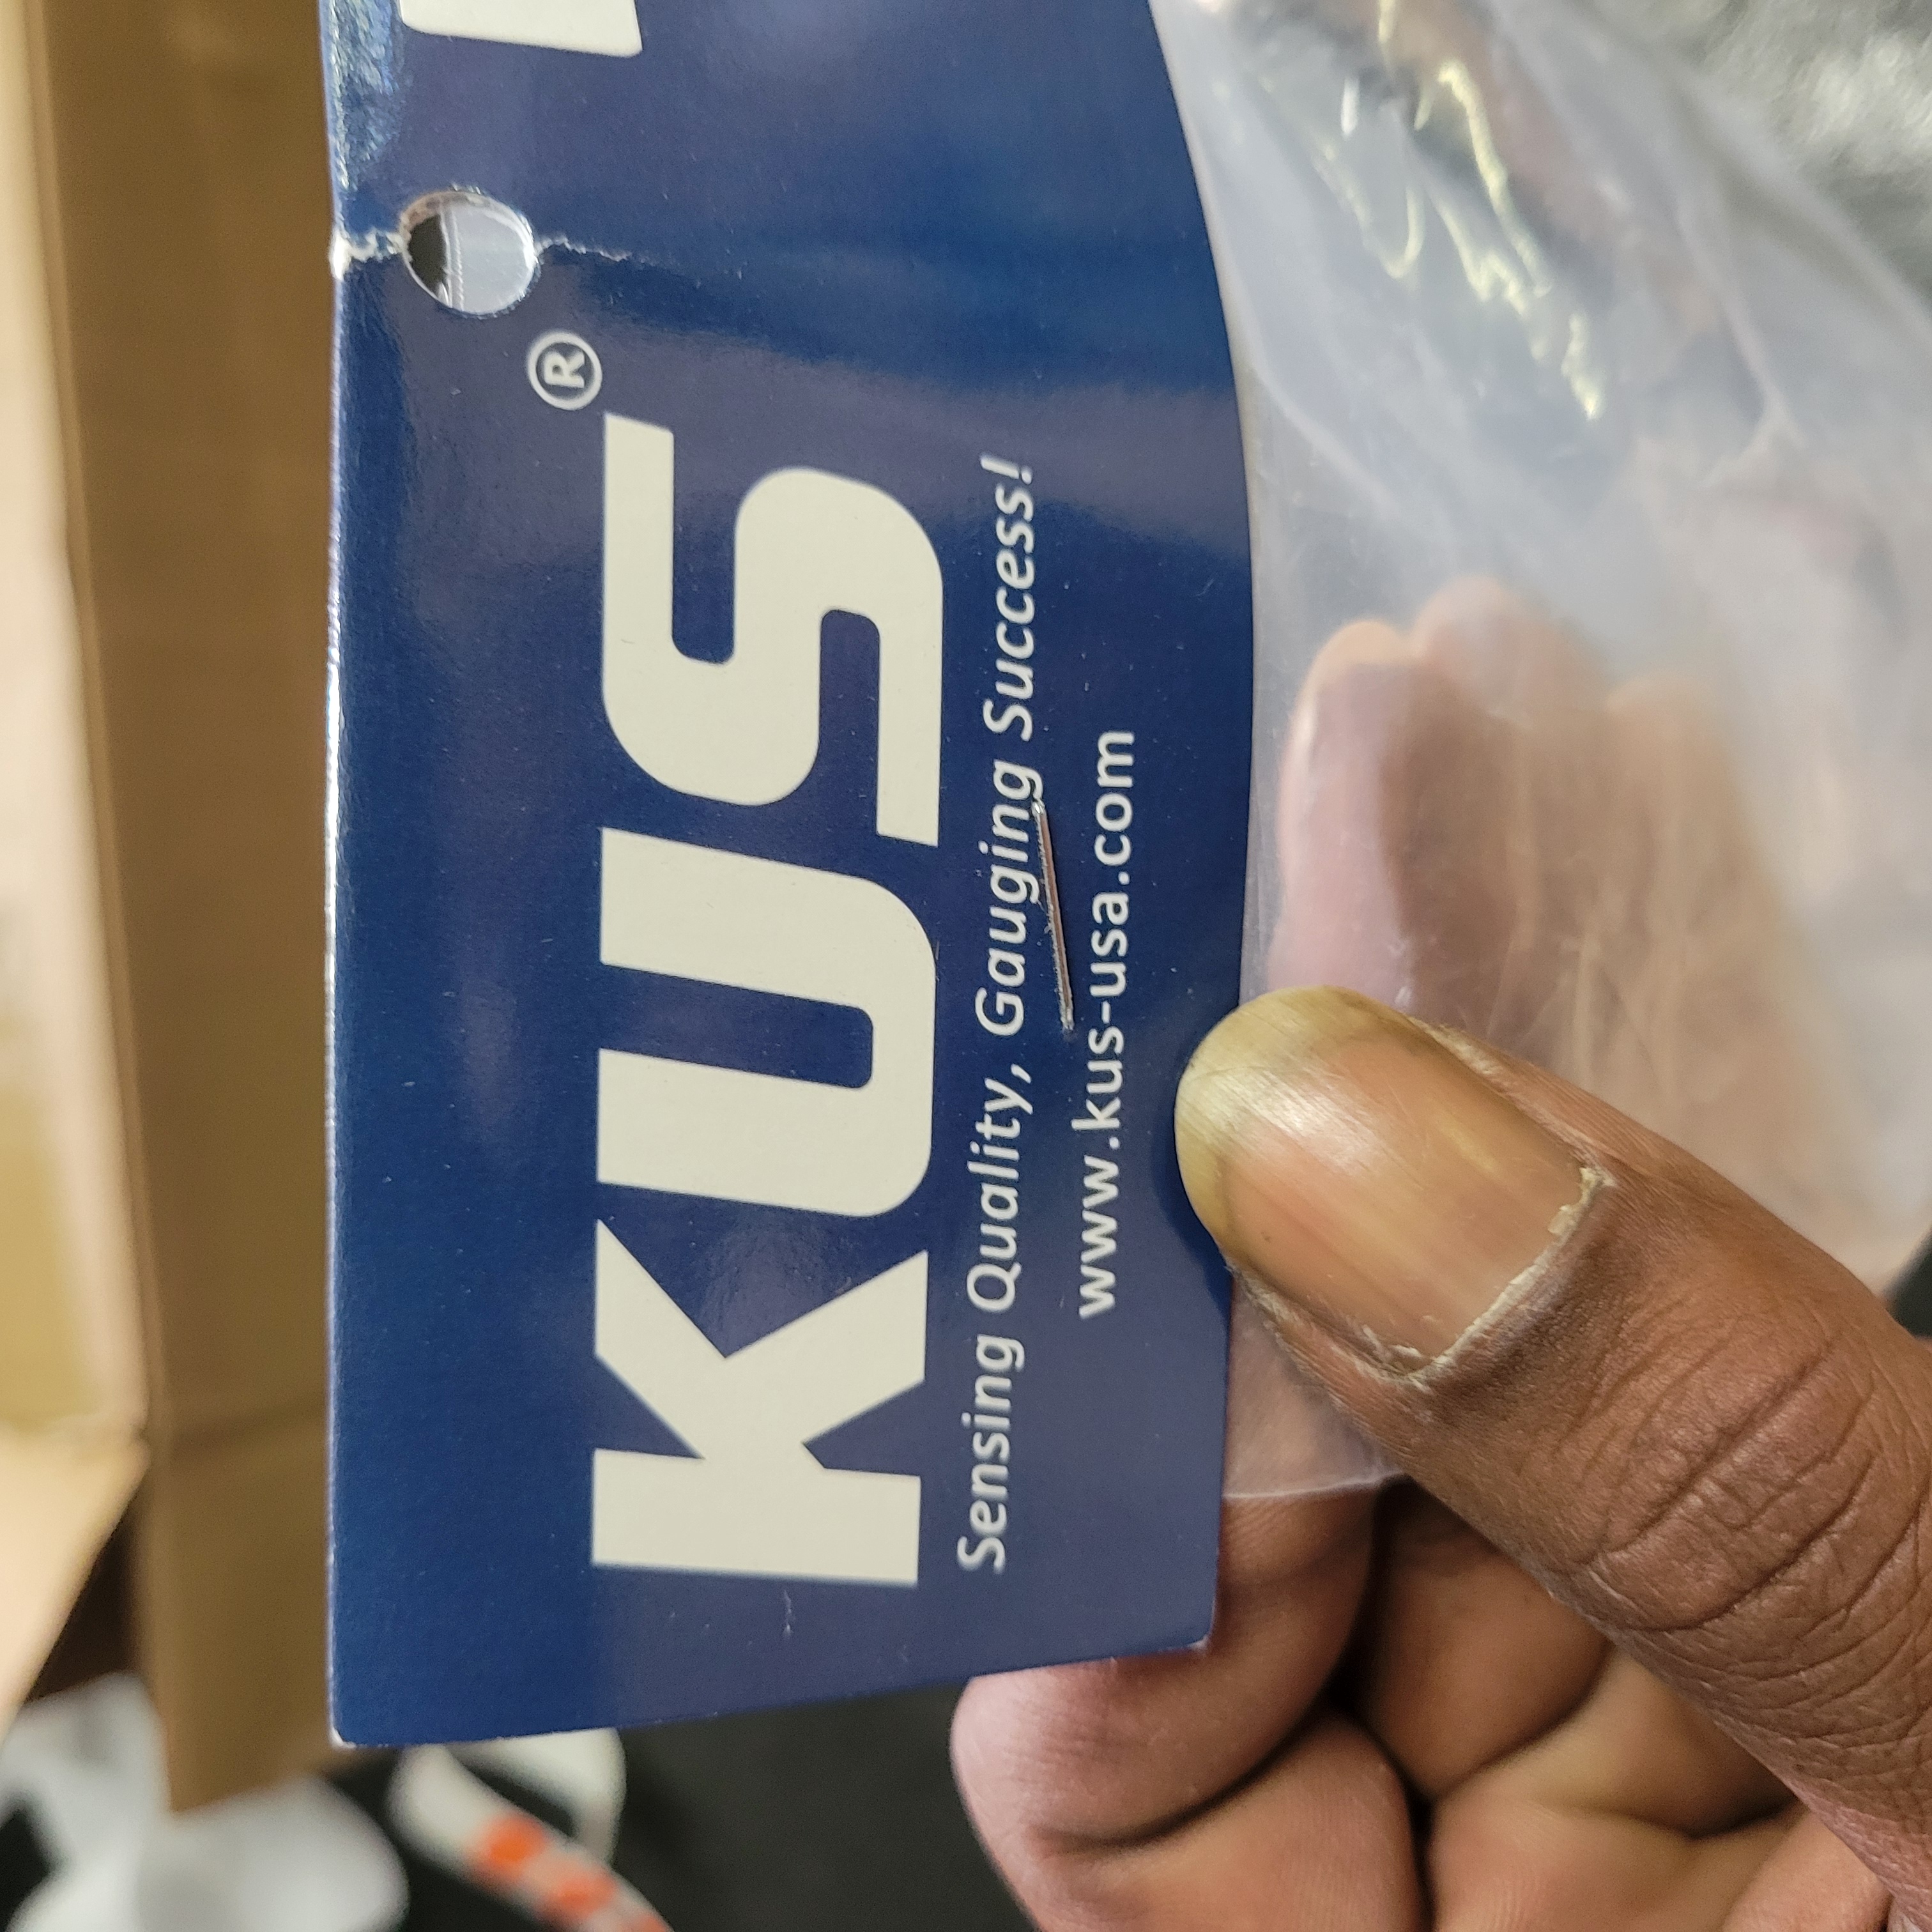 KUS®
Sensing Quality, Gauging Success!
www.kus-usa.com